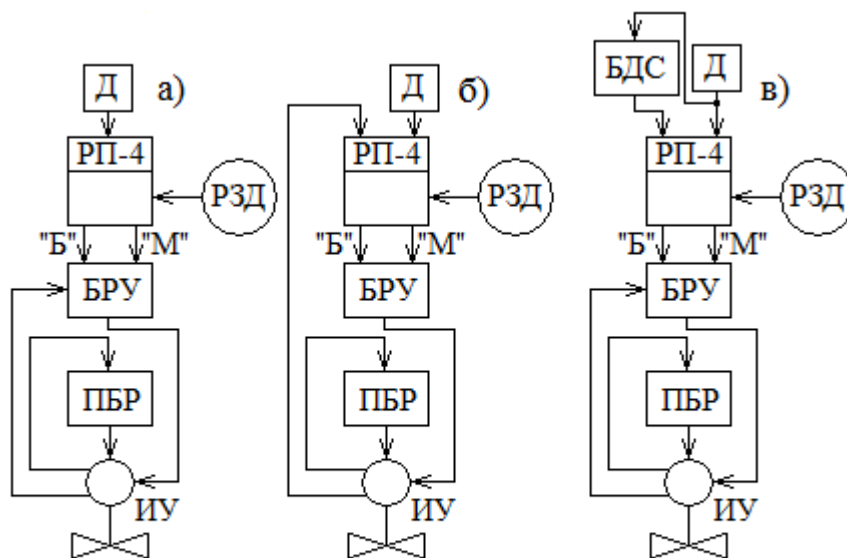 Д а)
РП-4
РЗД
"Б" "М"
БРУ
ПБР
ИУ
Д б)
РП-4
РЗД
"Б" "М"
БРУ
ПБР
ИУ
БДС Д в)
РП-4
РЗД
"Б" "М"
БРУ
ПБР
ИУ